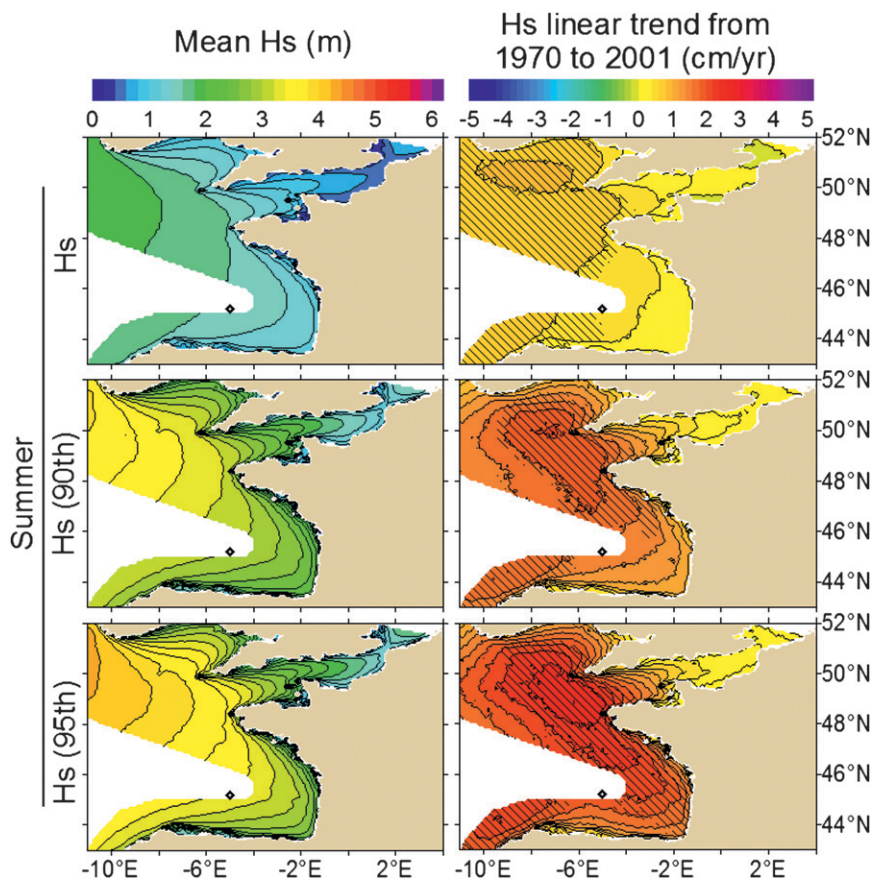 Mean Hs (m)
Hs linear trend from
1970 to 2001 (cm/yr)
0 1 2 3 4 5 6
-5 -4 -3 -2 -1 0 1 2 3 4 5
Summer
Hs
52°N
50°N
48°N
46°N
44°N
Hs (90th)
52°N
50°N
48°N
46°N
44°N
Hs (95th)
52°N
50°N
48°N
46°N
44°N
-10°E -6°E -2°E 2°E
-10°E -6°E -2°E 2°E